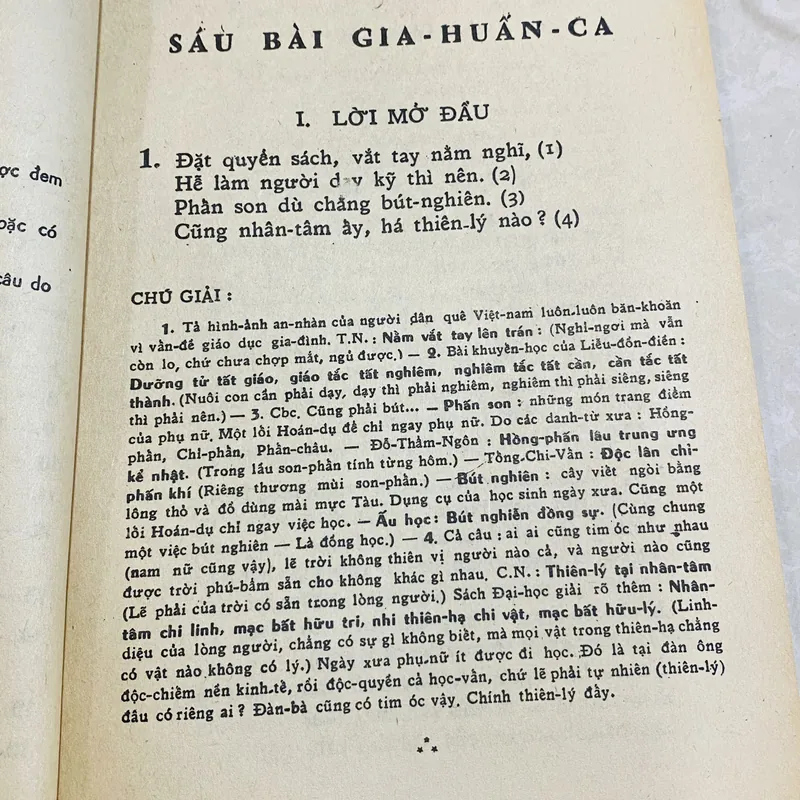 ợc đem
oặc có
câu do
SÁU BÀI GIA-HUẤN-CA
I. LỜI MỞ ĐẦU
1. Đặt quyển sách, vắt tay nằm nghĩ, (1)
Hễ làm người dạy kỹ thì nên. (2)
Phấn son dù chẳng bút-nghiên. (3)
Cũng nhân-tâm ấy, há thiên-lý nào ? (4)
CHÚ GIẢI :
1. Tả hình-ảnh an-nhàn của người dân quê Việt-nam luôn-luôn băn-khoăn
vì vấn-đề giáo dục gia-đình. T.N. : Nằm vắt tay lên trán : (Nghỉ-ngơi mà vẫn
còn lo, chứ chưa chợp mắt, ngủ được.) — 2. Bài khuyến-học của Liễu-đồn-điền :
Dưỡng tử tất giáo, giáo tắc tất nghiêm, nghiêm tắc tất cần, cần tắc tất
thành. (Nuôi con cần phải dạy, dạy thì phải nghiêm, nghiêm thì phải siêng, siêng
thì phải nên.) — 3. Cbc. Cũng phải bút... — Phấn son : những món trang điểm
của phụ nữ. Một lối Hoán-dụ để chỉ ngay phụ nữ. Do các danh-từ xưa : Hồng-
phấn, Chi-phấn, Phấn-châu. — Đỗ-Thẩm-Ngôn : Hồng-phấn lâu trung ưng
kể nhật. (Trong lầu son-phấn tính từng hôm.) — Tống-Chi-Vấn : Độc lân chi-
phấn khí (Riêng thương mùi son-phấn.) — Bút nghiên : cây viết ngòi bằng
lông thỏ và đồ dùng mài mực Tàu. Dụng cụ của học sinh ngày xưa. Cũng một
lối Hoán-dụ chỉ ngay việc học. — Ấu học : Bút nghiễn đồng sự. (Cùng chung
một việc bút nghiên — Là đồng học.) — 4. Cả câu : ai ai cũng tim óc như nhau
(nam nữ cũng vậy), lẽ trời không thiên vị người nào cả, và người nào cũng
được trời phú-bẩm sẵn cho không khác gì nhau. C.N. : Thiên-lý tại nhân-tâm
(Lẽ phải của trời có sẵn trong lòng người.) Sách Đại-học giải rõ thêm : Nhân-
tâm chi linh, mạc bất hữu tri, nhi thiên-hạ chi vật, mạc bất hữu-lý. (Linh-
diệu của lòng người, chẳng có sự gì không biết, mà mọi vật trong thiên-hạ chẳng
có vật nào không có lý.) Ngày xưa phụ-nữ ít được đi học. Đó là tại đàn ông
độc-chiếm nền kinh-tế, rồi độc-quyền cả học-vấn, chứ lẽ phải tự nhiên (thiên-lý)
đâu có riêng ai ? Đàn-bà cũng có tim óc vậy. Chính thiên-lý đấy.